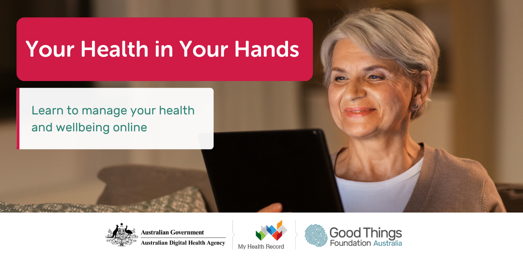 Your Health in Your Hands
Learn to manage your health
and wellbeing online
Australian Government
Australian Digital Health Agency
My Health Record
Good Things
Foundation Australia